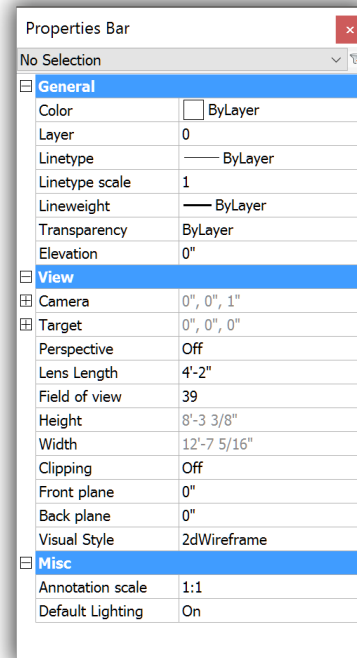 Properties Bar
No Selection
General
Color ByLayer
Layer 0
Linetype ByLayer
Linetype scale 1
Lineweight ByLayer
Transparency ByLayer
Elevation 0"
View
Camera 0", 0", 1"
Target 0", 0", 0"
Perspective Off
Lens Length 4'-2"
Field of view 39
Height 8'-3 3/8"
Width 12'-7 5/16"
Clipping Off
Front plane 0"
Back plane 0"
Visual Style 2dWireframe
Misc
Annotation scale 1:1
Default Lighting On